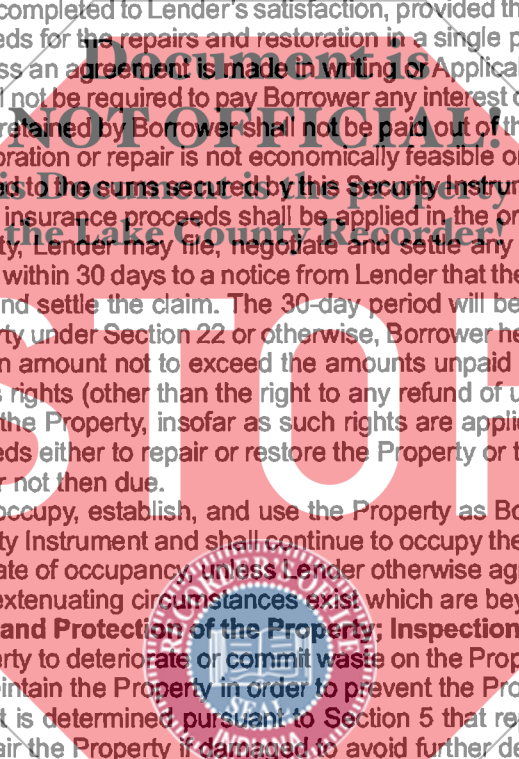 completed to Lender's satisfaction, provided th
eds for the repairs and restoration in a single p
Document is
ss an agreement is made in writing or Applical
l not be required to pay Borrower any interest o
NOT OFFICIAL!
retained by Borrower shall not be paid out of th
oration or repair is not economically feasible or
s Document is the property
ed to the sums secured by this Security Instrum
insurance proceeds shall be applied in the or
the Lake County Recorder!
ty, Lender may file, negotiate and settle any
within 30 days to a notice from Lender that the
nd settle the claim. The 30-day period will be
STOP
rty under Section 22 or otherwise, Borrower he
n amount not to exceed the amounts unpaid
s rights (other than the right to any refund of u
the Property, insofar as such rights are applic
eds either to repair or restore the Property or t
r not then due.
occupy, establish, and use the Property as Bo
ty Instrument and shall continue to occupy the
ate of occupancy, unless Lender otherwise agr
extenuating circumstances exist which are bey
and Protection of the Property; Inspection
erty to deteriorate or commit waste on the Prop
intain the Property in order to prevent the Pro
SEAL
t is determined pursuant to Section 5 that rep
INDIANA
air the Property if damaged to avoid further de